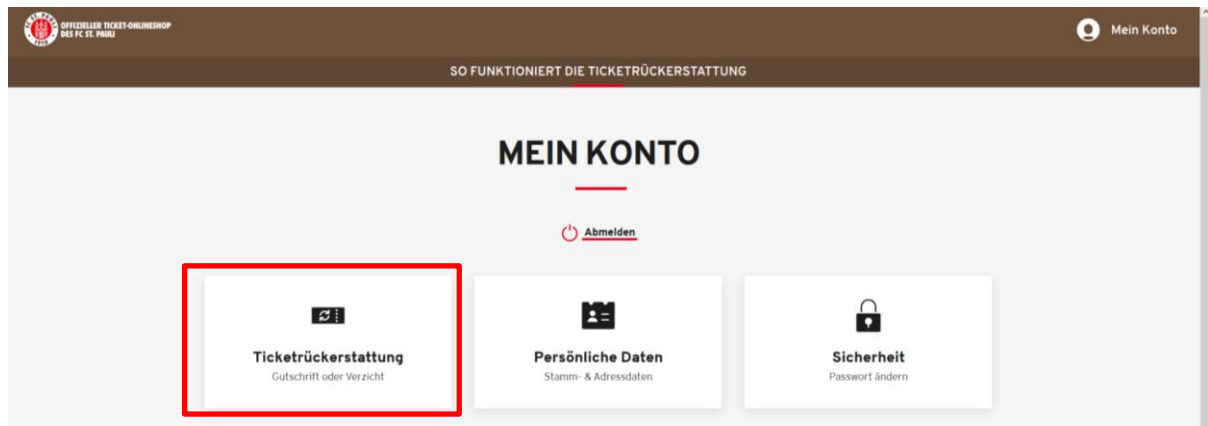 OFFIZIELLER TICKET-ONLINESHOP
DES FC ST. PAULI
Mein Konto
SO FUNKTIONIERT DIE TICKETRÜCKERSTATTUNG
MEIN KONTO
Abmelden
Ticketrückerstattung
Gutschrift oder Verzicht
Persönliche Daten
Stamm- & Adressdaten
Sicherheit
Passwort ändern